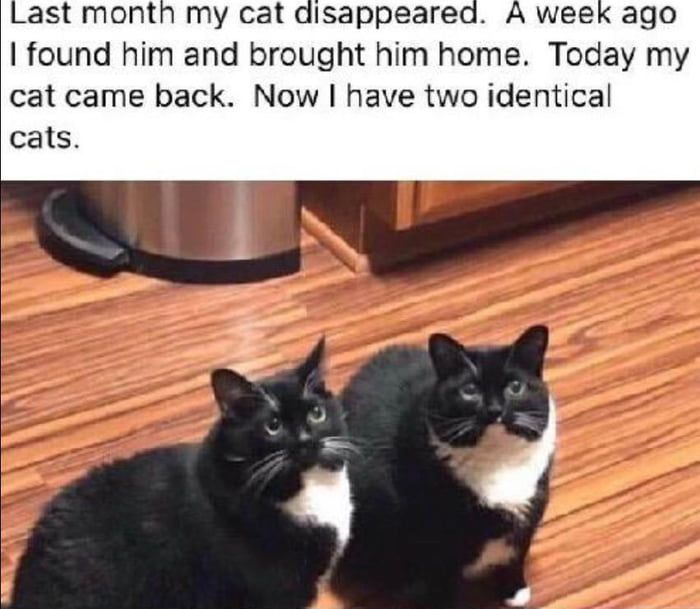 Last month my cat disappeared.  A week ago
I found him and brought him home.  Today my
cat came back.  Now I have two identical
cats.